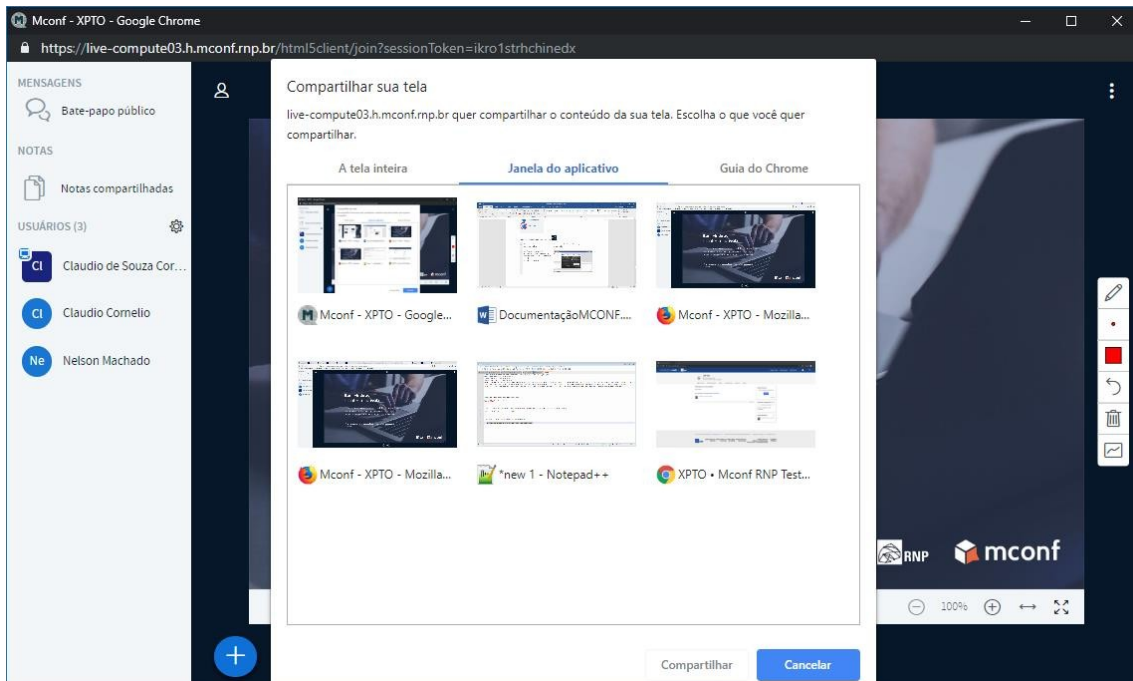 Mconf - XPTO - Google Chrome
https://live-compute03.h.mconf.rnp.br/html5client/join?sessionToken=ikro1strhchinedx
MENSAGENS
Bate-papo público
NOTAS
Notas compartilhadas
USUÁRIOS (3)
CI
Claudio de Souza Cor...
CI
Claudio Cornelio
Ne
Nelson Machado
Compartilhar sua tela
live-compute03.h.mconf.rnp.br quer compartilhar o conteúdo da sua tela. Escolha o que você quer
compartilhar.
A tela inteira
Janela do aplicativo
Guia do Chrome
Mconf - XPTO - Google...
DocumentaçãoMCONF....
Mconf - XPTO - Mozilla...
Mconf - XPTO - Mozilla...
*new 1 - Notepad++
XPTO • Mconf RNP Test...
RNP
mconf
100%
Compartilhar
Cancelar